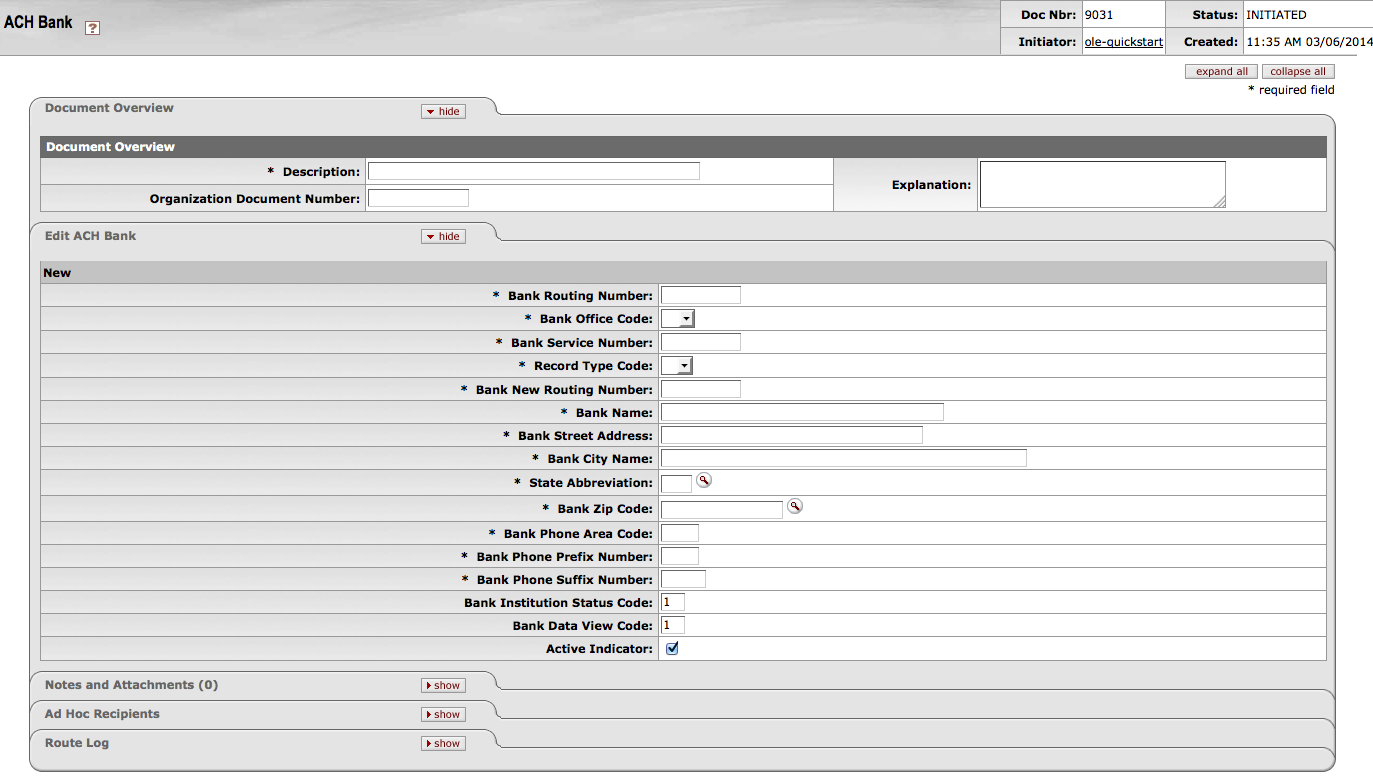 ACH Bank ?
Doc Nbr: 9031 Status: INITIATED
Initiator: ole-quickstart Created: 11:35 AM 03/06/2014
expand all collapse all
* required field
Document Overview hide
Document Overview
* Description:
Explanation:
Organization Document Number:
Edit ACH Bank hide
New
* Bank Routing Number:
* Bank Office Code:
* Bank Service Number:
* Record Type Code:
* Bank New Routing Number:
* Bank Name:
* Bank Street Address:
* Bank City Name:
* State Abbreviation:
* Bank Zip Code:
* Bank Phone Area Code:
* Bank Phone Prefix Number:
* Bank Phone Suffix Number:
Bank Institution Status Code: 1
Bank Data View Code: 1
Active Indicator:
Notes and Attachments (0) show
Ad Hoc Recipients show
Route Log show